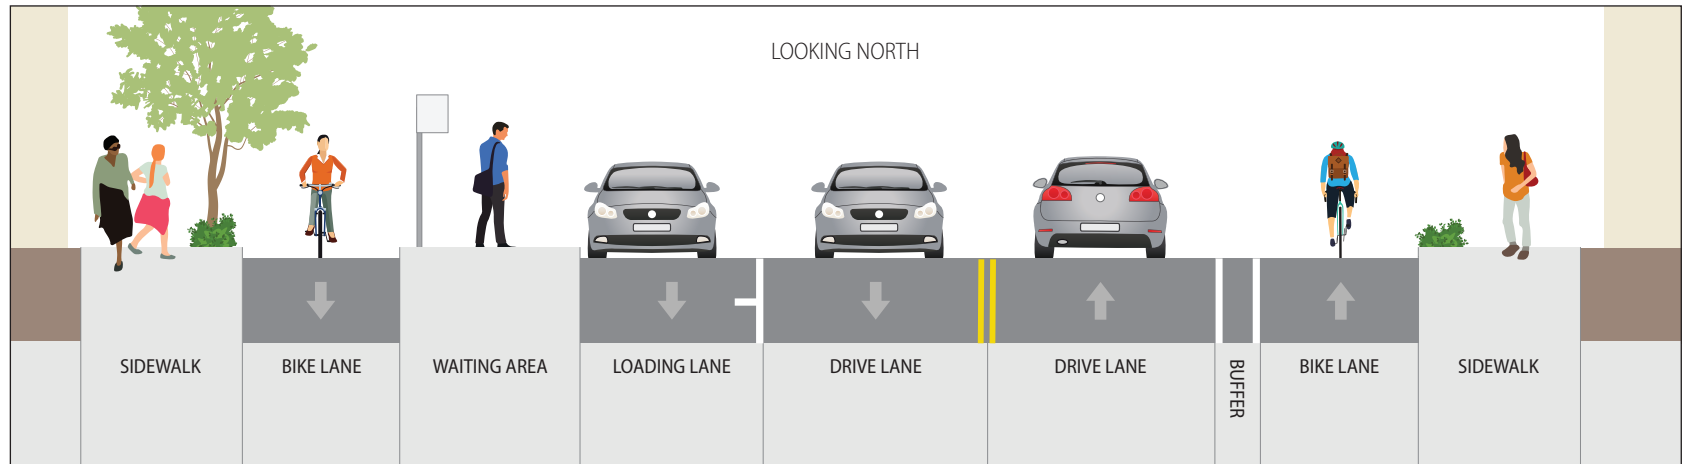 LOOKING NORTH
SIDEWALK
BIKE LANE
WAITING AREA
LOADING LANE
DRIVE LANE
DRIVE LANE
BUFFER
BIKE LANE
SIDEWALK